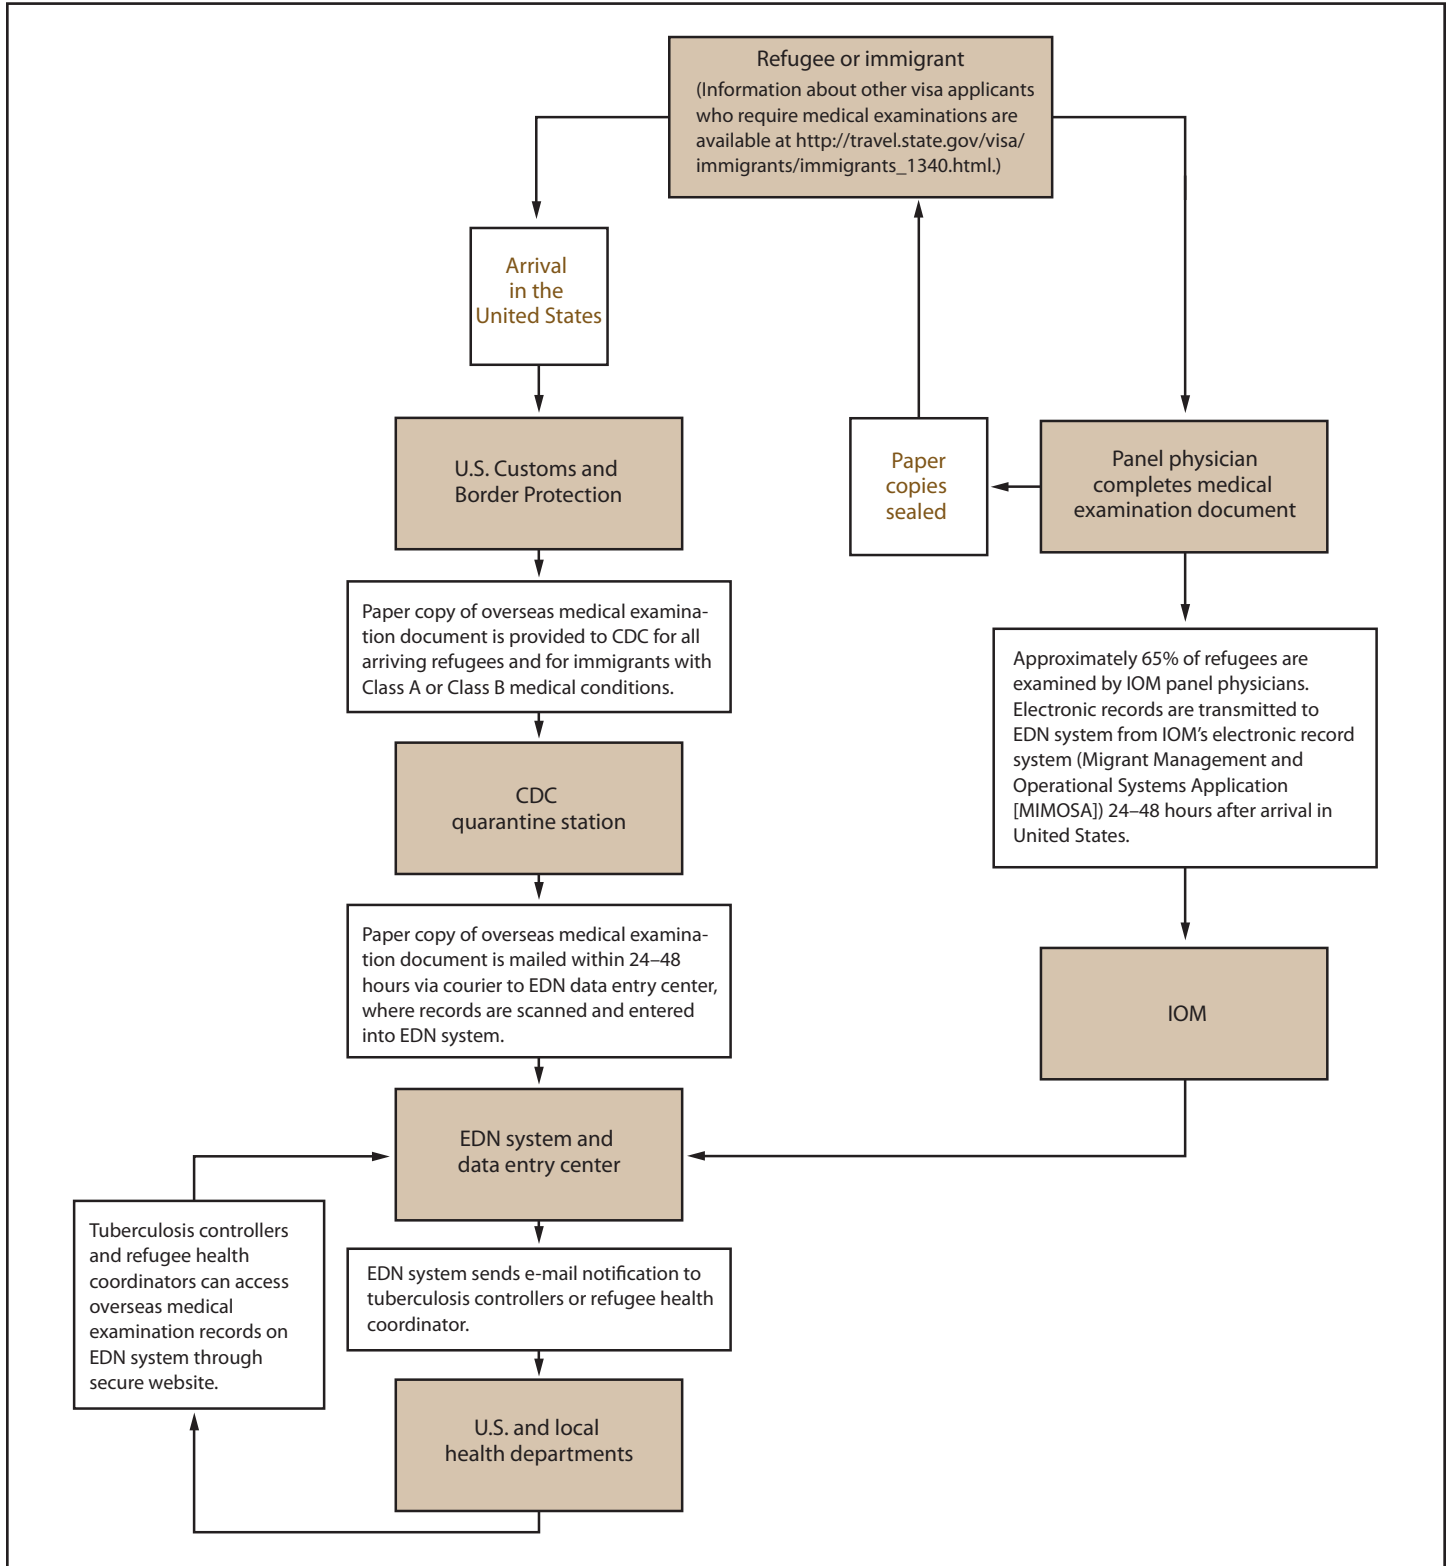 Refugee or immigrant
(Information about other visa applicants
who require medical examinations are
available at http://travel.state.gov/visa/
immigrants/immigrants_1340.html.)
Arrival
in the
United States
U.S. Customs and
Border Protection
Paper
copies
sealed
Panel physician
completes medical
examination document
Paper copy of overseas medical examina-
tion document is provided to CDC for all
arriving refugees and for immigrants with
Class A or Class B medical conditions.
Approximately 65% of refugees are
examined by IOM panel physicians.
Electronic records are transmitted to
EDN system from IOM’s electronic record
system (Migrant Management and
Operational Systems Application
[MIMOSA]) 24–48 hours after arrival in
United States.
CDC
quarantine station
Paper copy of overseas medical examina-
tion document is mailed within 24–48
hours via courier to EDN data entry center,
where records are scanned and entered
into EDN system.
IOM
EDN system and
data entry center
Tuberculosis controllers
and refugee health
coordinators can access
overseas medical
examination records on
EDN system through
secure website.
EDN system sends e-mail notification to
tuberculosis controllers or refugee health
coordinator.
U.S. and local
health departments